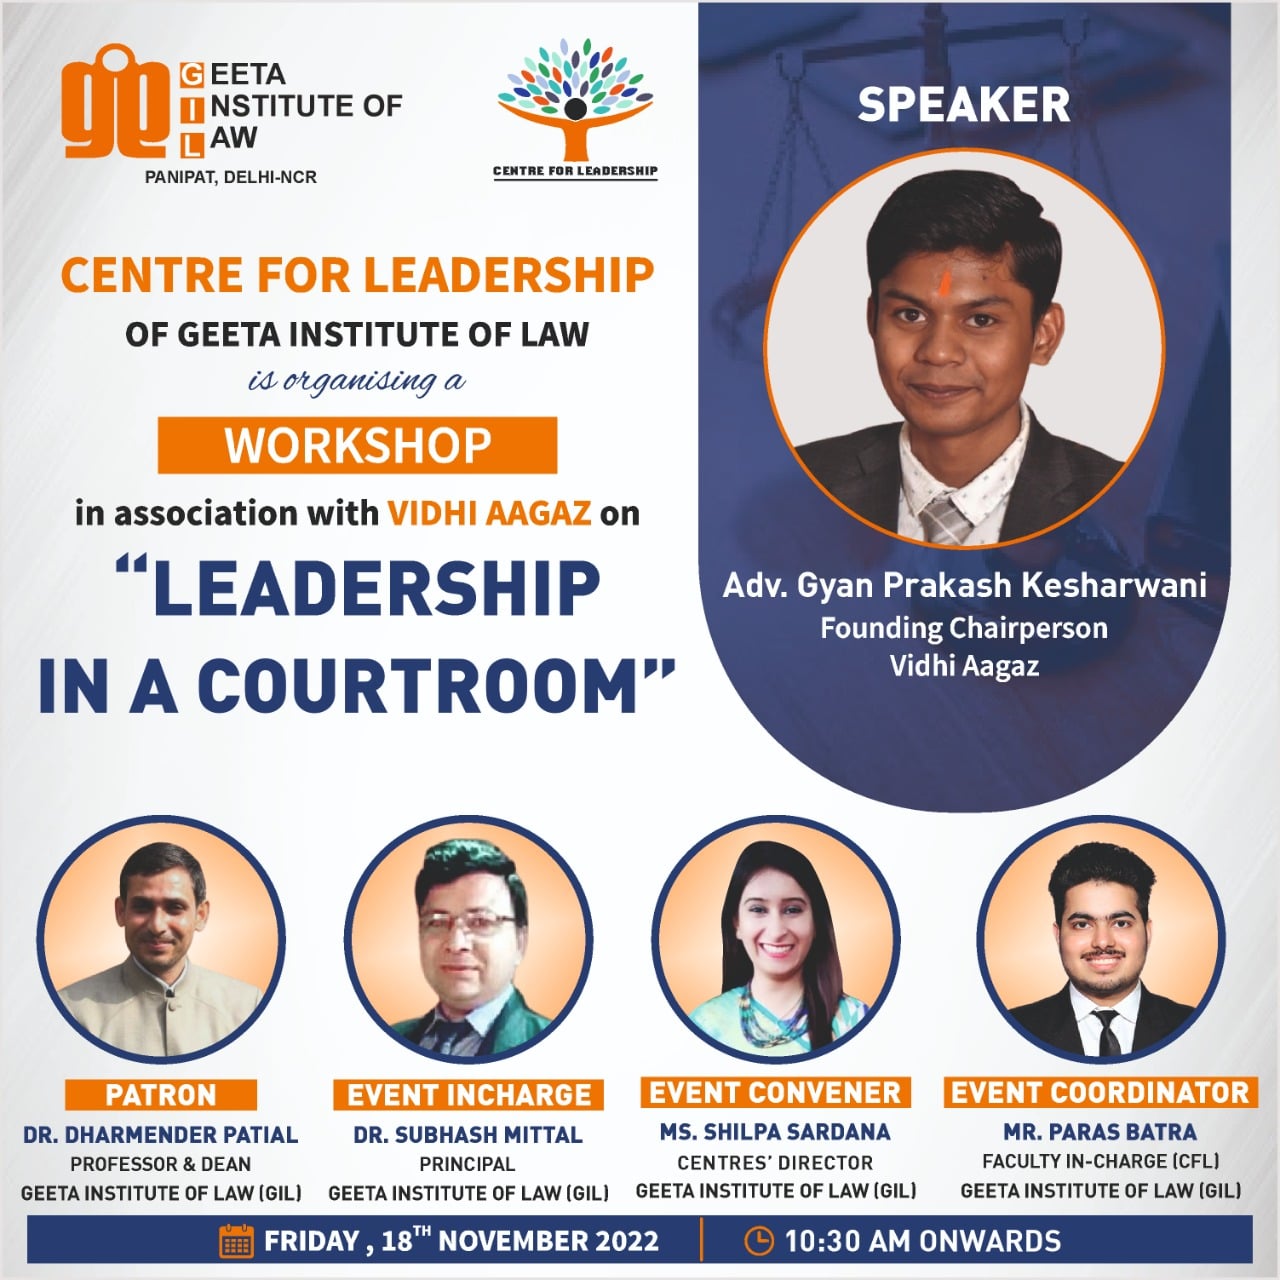 GEETA
INSTITUTE OF
LAW
PANIPAT, DELHI-NCR
CENTRE FOR LEADERSHIP
CENTRE FOR LEADERSHIP
OF GEETA INSTITUTE OF LAW
is organising a
WORKSHOP
in association with VIDHI AAGAZ on
“LEADERSHIP
IN A COURTROOM”
SPEAKER
Adv. Gyan Prakash Kesharwani
Founding Chairperson
Vidhi Aagaz
PATRON
DR. DHARMENDER PATIAL
PROFESSOR & DEAN
GEETA INSTITUTE OF LAW (GIL)
EVENT INCHARGE
DR. SUBHASH MITTAL
PRINCIPAL
GEETA INSTITUTE OF LAW (GIL)
EVENT CONVENER
MS. SHILPA SARDANA
CENTRES’ DIRECTOR
GEETA INSTITUTE OF LAW (GIL)
EVENT COORDINATOR
MR. PARAS BATRA
FACULTY IN-CHARGE (CFL)
GEETA INSTITUTE OF LAW (GIL)
FRIDAY , 18TH NOVEMBER 2022
10:30 AM ONWARDS